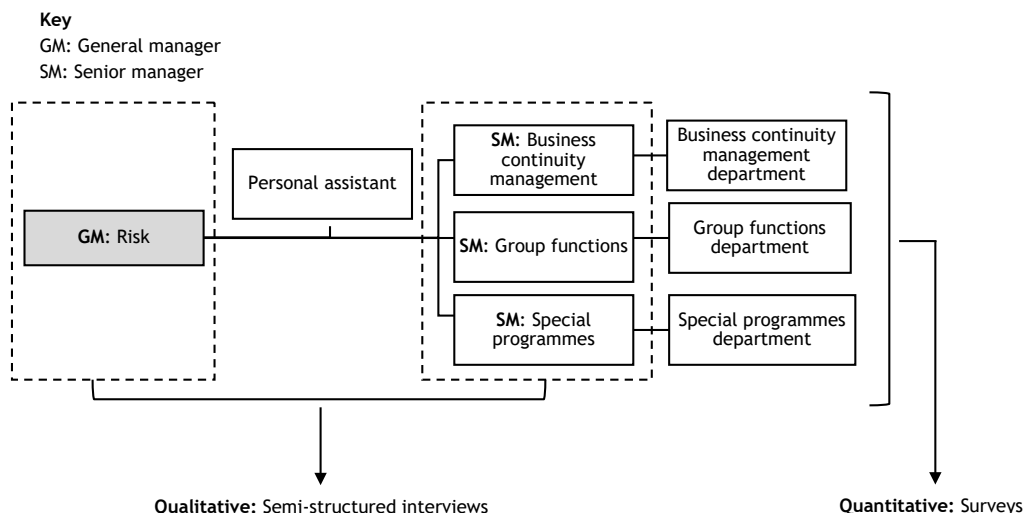 Key
GM: General manager
SM: Senior manager
GM: Risk
Personal assistant
SM: Business
continuity
management
SM: Group functions
SM: Special
programmes
Business continuity
management
department
Group functions
department
Special programmes
department
Qualitative: Semi-structured interviews
Quantitative: Surveys